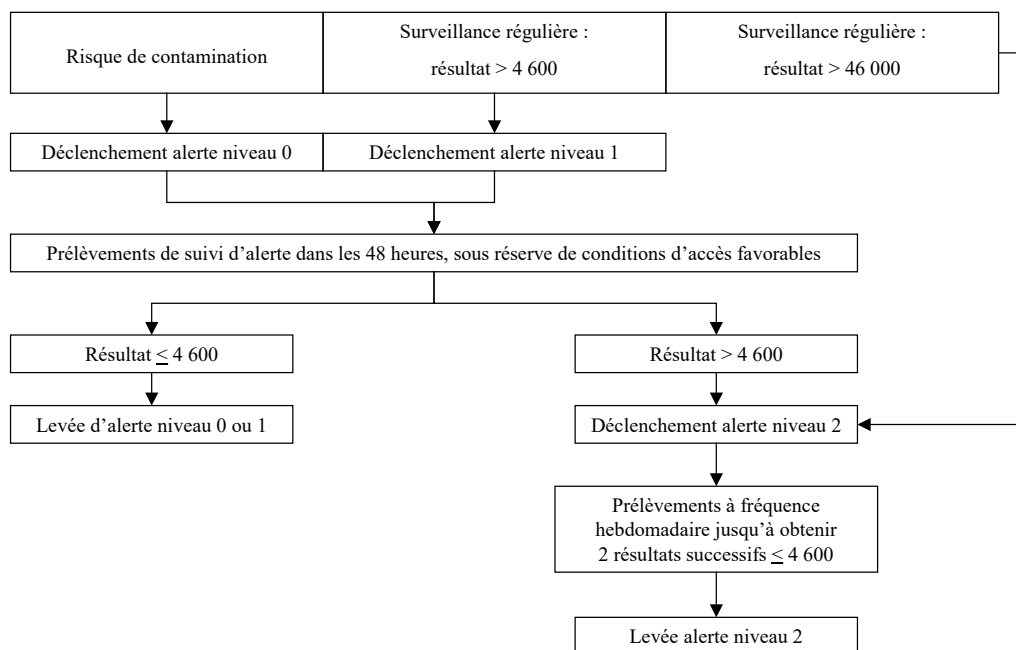 Risque de contamination
Surveillance régulière :
résultat > 4 600
Surveillance régulière :
résultat > 46 000
Déclenchement alerte niveau 0
Déclenchement alerte niveau 1
Prélèvements de suivi d’alerte dans les 48 heures, sous réserve de conditions d’accès favorables
Résultat ≤ 4 600
Résultat > 4 600
Levée d’alerte niveau 0 ou 1
Déclenchement alerte niveau 2
Prélèvements à fréquence
hebdomadaire jusqu’à obtenir
2 résultats successifs ≤ 4 600
Levée alerte niveau 2